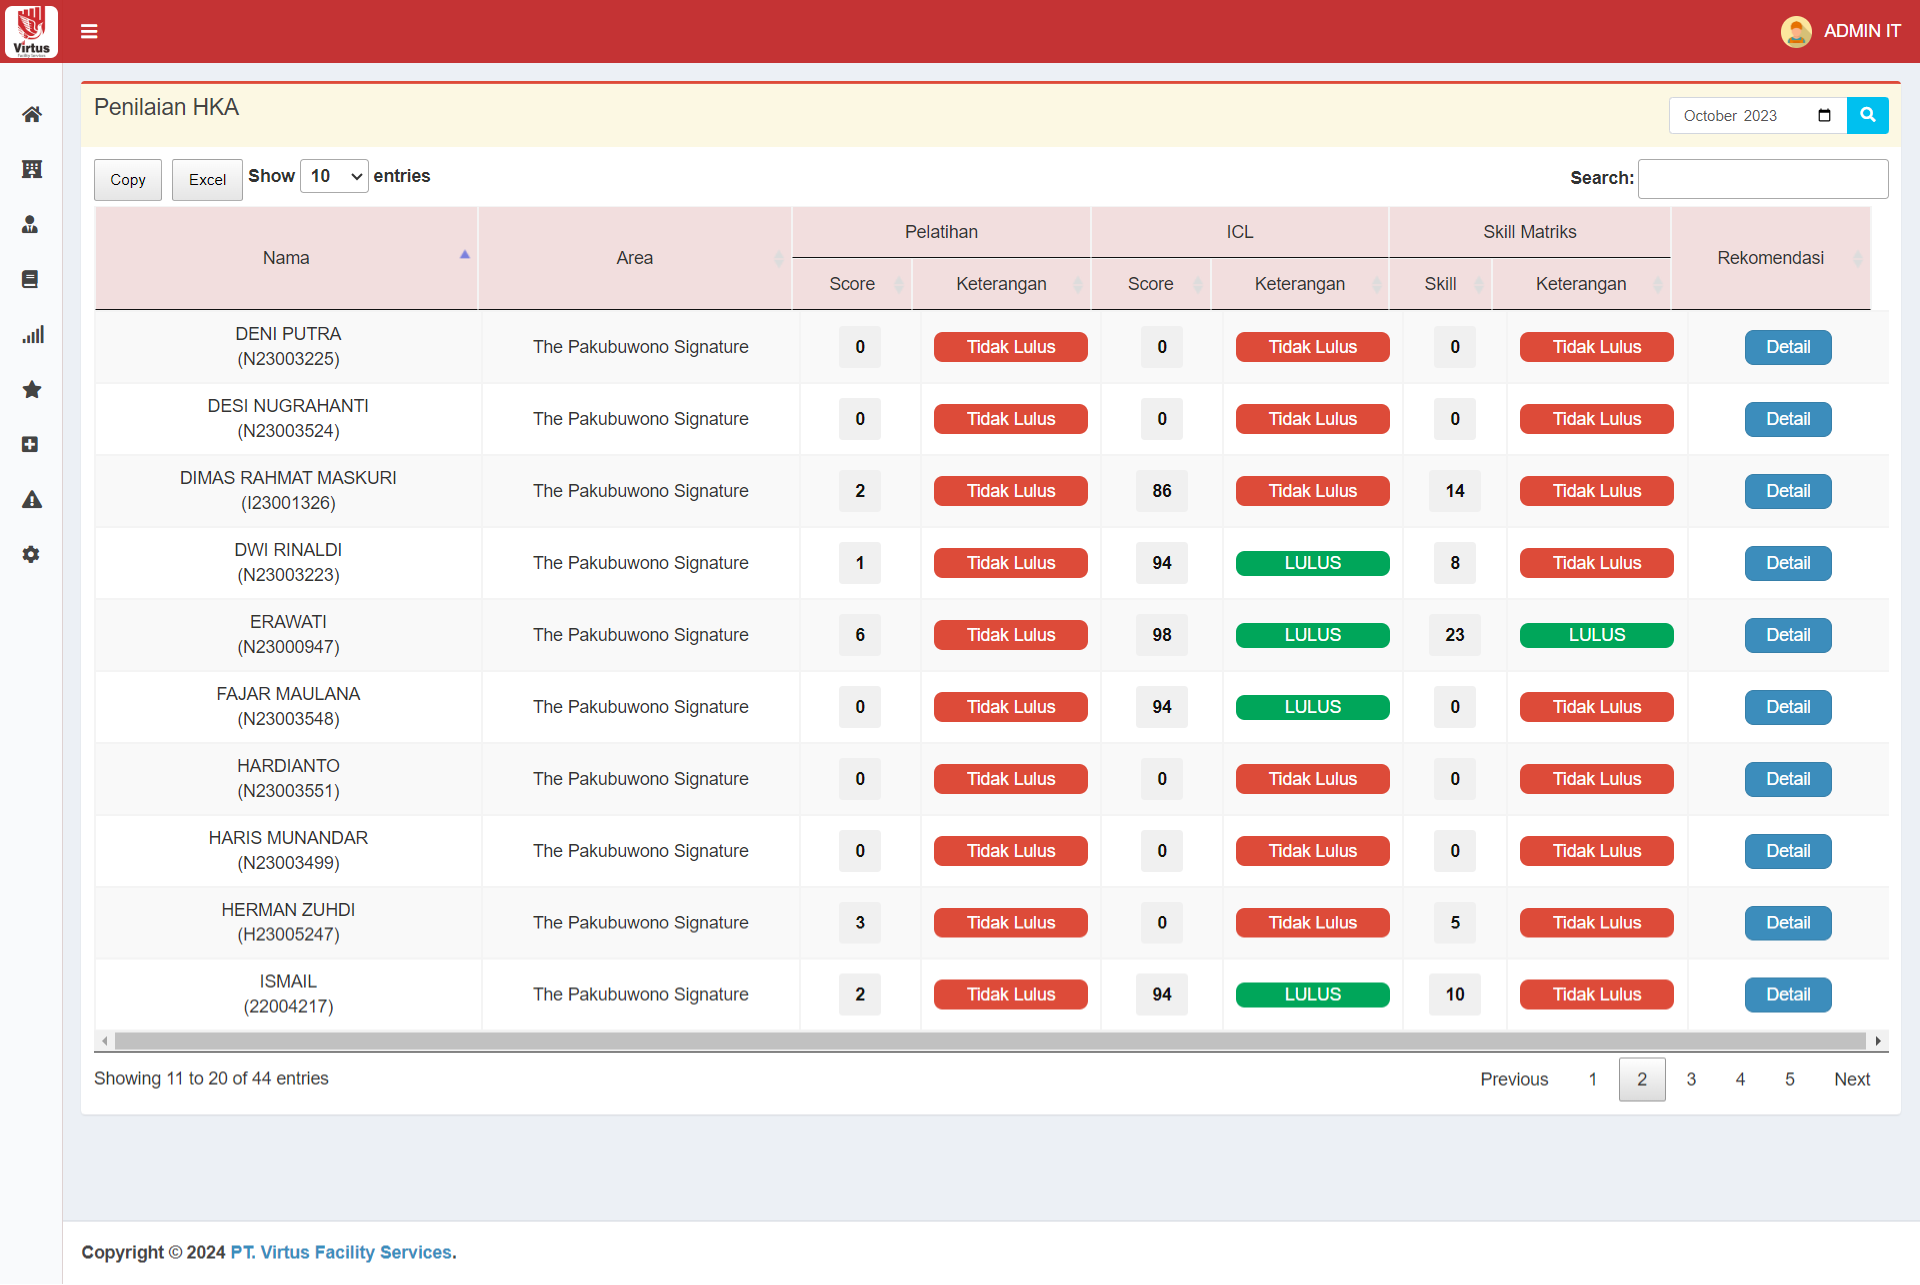 Virtus
Facility Services
ADMIN IT
Penilaian HKA
October 2023
Copy Excel Show 10 entries Search:
Nama Area Pelatihan ICL Skill Matriks Rekomendasi
Score Keterangan Score Keterangan Skill Keterangan
DENI PUTRA
(N23003225) The Pakubuwono Signature 0 Tidak Lulus 0 Tidak Lulus 0 Tidak Lulus Detail
DESI NUGRAHANTI
(N23003524) The Pakubuwono Signature 0 Tidak Lulus 0 Tidak Lulus 0 Tidak Lulus Detail
DIMAS RAHMAT MASKURI
(I23001326) The Pakubuwono Signature 2 Tidak Lulus 86 Tidak Lulus 14 Tidak Lulus Detail
DWI RINALDI
(N23003223) The Pakubuwono Signature 1 Tidak Lulus 94 LULUS 8 Tidak Lulus Detail
ERAWATI
(N23000947) The Pakubuwono Signature 6 Tidak Lulus 98 LULUS 23 LULUS Detail
FAJAR MAULANA
(N23003548) The Pakubuwono Signature 0 Tidak Lulus 94 LULUS 0 Tidak Lulus Detail
HARDIANTO
(N23003551) The Pakubuwono Signature 0 Tidak Lulus 0 Tidak Lulus 0 Tidak Lulus Detail
HARIS MUNANDAR
(N23003499) The Pakubuwono Signature 0 Tidak Lulus 0 Tidak Lulus 0 Tidak Lulus Detail
HERMAN ZUHDI
(H23005247) The Pakubuwono Signature 3 Tidak Lulus 0 Tidak Lulus 5 Tidak Lulus Detail
ISMAIL
(22004217) The Pakubuwono Signature 2 Tidak Lulus 94 LULUS 10 Tidak Lulus Detail
Showing 11 to 20 of 44 entries Previous 1 2 3 4 5 Next
Copyright © 2024 PT. Virtus Facility Services.